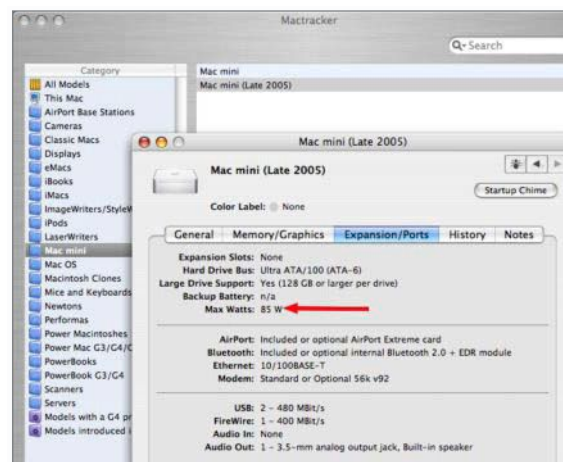 Mactracker
Search
Category
All Models
This Mac
AirPort Base Stations
Cameras
Classic Macs
Displays
eMacs
iBooks
iMacs
ImageWriters/StyleW
iPods
LaserWriters
Mac mini
Mac OS
Macintosh Clones
Mice and Keyboards
Newtons
Performas
Power Macintoshes
Power Mac G3/G4/C
PowerBooks
PowerBook G3/G4
Scanners
Servers
Models with a G4 pr
Models introduced i
Mac mini
Mac mini (Late 2005)
Mac mini (Late 2005)
Mac mini (Late 2005)
Startup Chime
Color Label: None
General Memory/Graphics Expansion/Ports History Notes
Expansion Slots: None
Hard Drive Bus: Ultra ATA/100 (ATA-6)
Large Drive Support: Yes (128 GB or larger per drive)
Backup Battery: n/a
Max Watts: 85 W
AirPort: Included or optional AirPort Extreme card
Bluetooth: Included or optional internal Bluetooth 2.0 + EDR module
Ethernet: 10/100BASE-T
Modem: Standard or Optional 56k v92
USB: 2 - 480 MBit/s
FireWire: 1 - 400 MBit/s
Audio In: None
Audio Out: 1 - 3.5-mm analog output jack, Built-in speaker